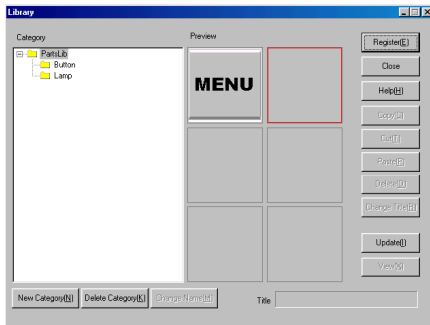 Library
Category
Preview
PartsLib
Button
Lamp
MENU
Register(E)
Close
Help(H)
Copy(C)
Cut(T)
Paste(P)
Delete(D)
Change Title(R)
Update(I)
View(V)
New Category(N)
Delete Category(K)
Change Name(M)
Title